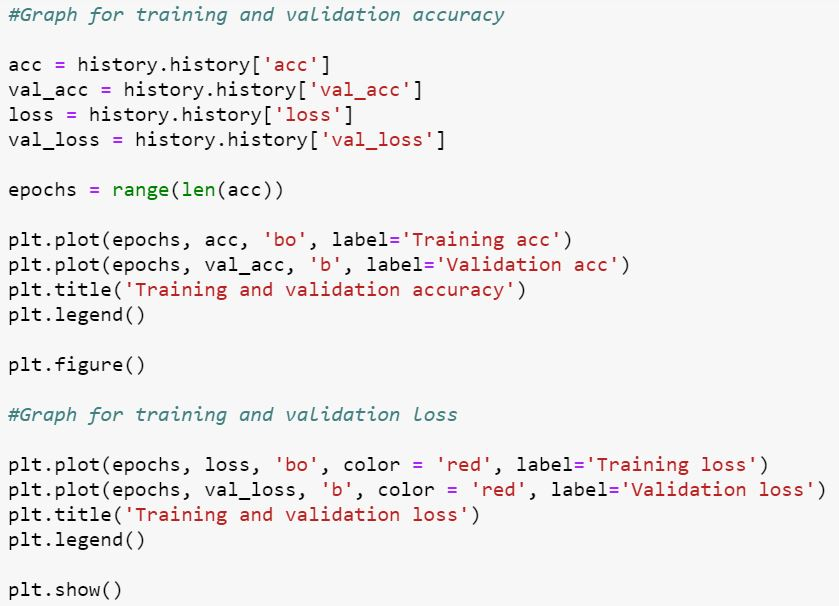 #Graph for training and validation accuracy
acc = history.history['acc']
val_acc = history.history['val_acc']
loss = history.history['loss']
val_loss = history.history['val_loss']
epochs = range(len(acc))
plt.plot(epochs, acc, 'bo', label='Training acc')
plt.plot(epochs, val_acc, 'b', label='Validation acc')
plt.title('Training and validation accuracy')
plt.legend()
plt.figure()
#Graph for training and validation loss
plt.plot(epochs, loss, 'bo', color = 'red', label='Training loss')
plt.plot(epochs, val_loss, 'b', color = 'red', label='Validation loss')
plt.title('Training and validation loss')
plt.legend()
plt.show()